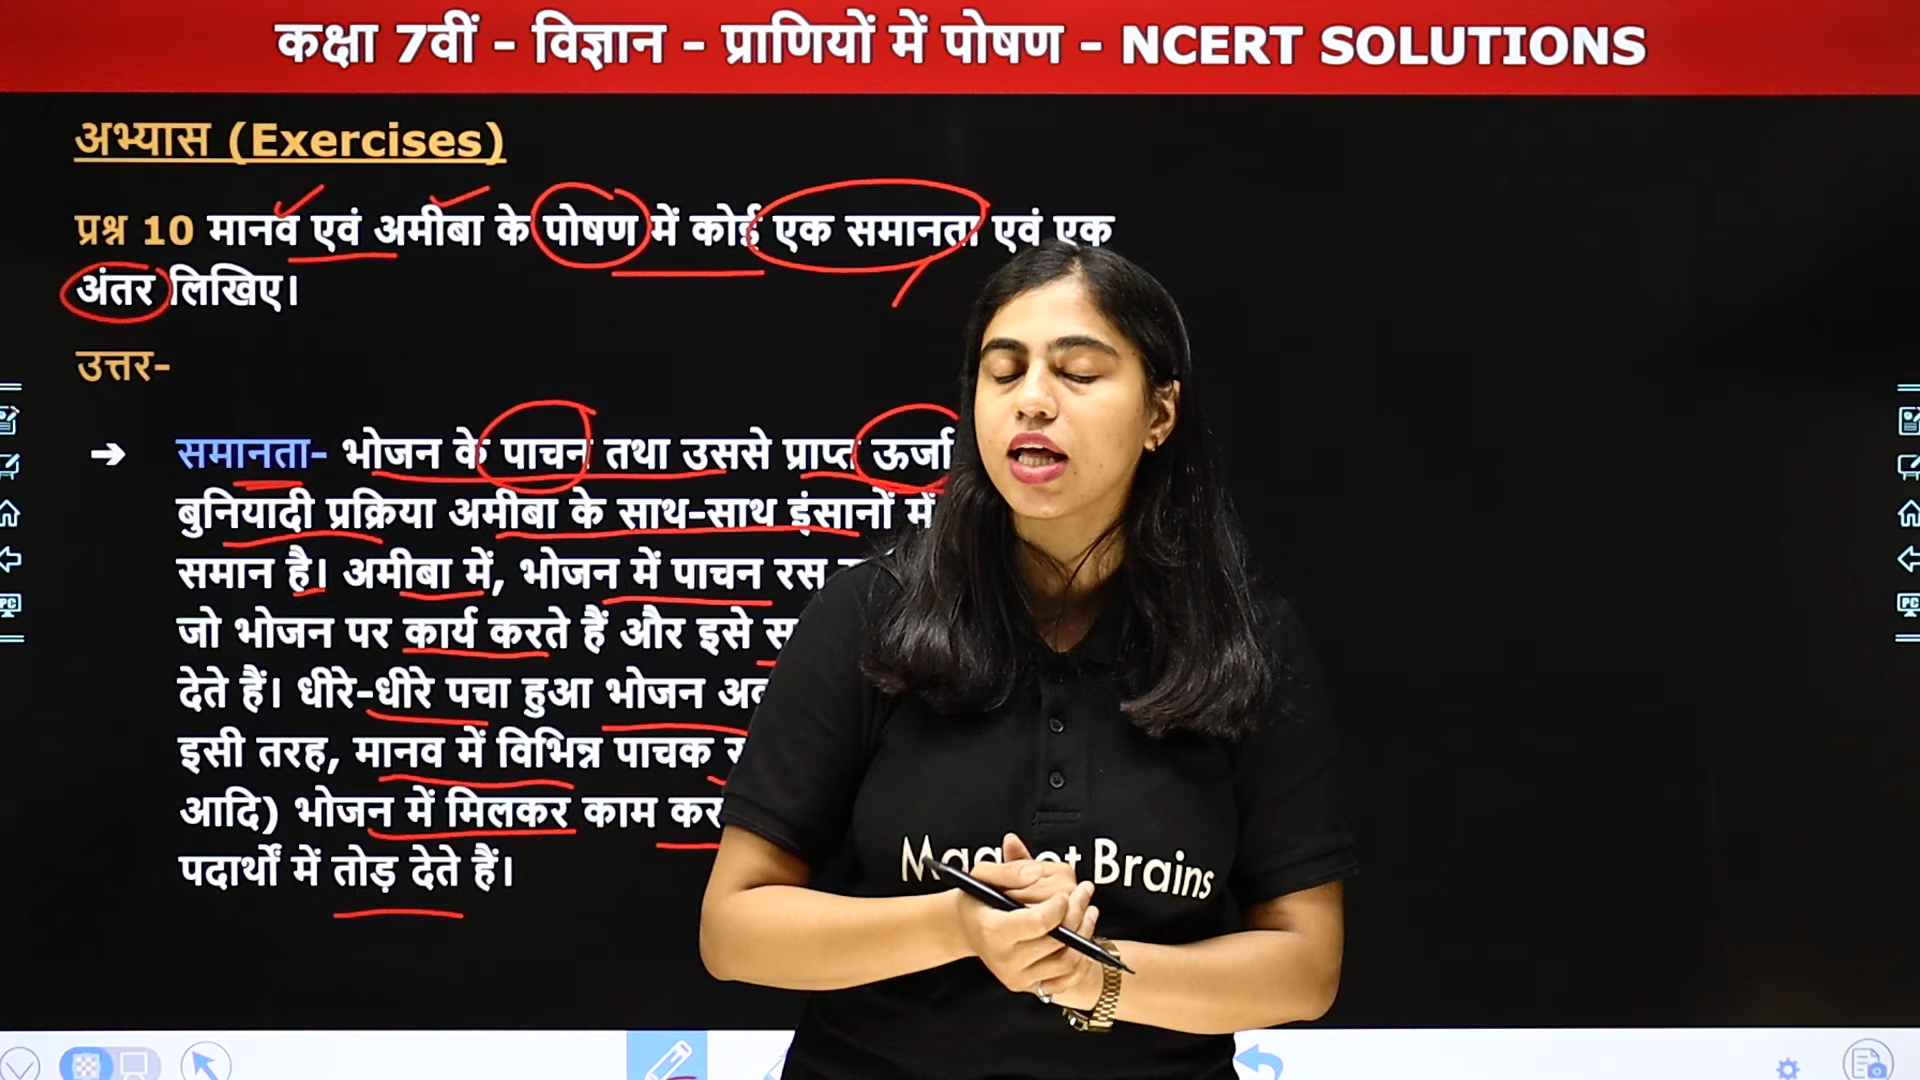 कक्षा 7वीं - विज्ञान - प्राणियों में पोषण - NCERT SOLUTIONS
अभ्यास (Exercises)
प्रश्न 10 मानव एवं अमीबा के पोषण में कोई एक समानता एवं एक
अंतर लिखिए।
उत्तर-
➔ समानता- भोजन के पाचन तथा उससे प्राप्त ऊर्जा
बुनियादी प्रक्रिया अमीबा के साथ-साथ इंसानों में
समान है। अमीबा में, भोजन में पाचन रस
जो भोजन पर कार्य करते हैं और इसे
देते हैं। धीरे-धीरे पचा हुआ भोजन
इसी तरह, मानव में विभिन्न पाचक
आदि) भोजन में मिलकर काम
पदार्थों में तोड़ देते हैं।
Brains
PC
PC